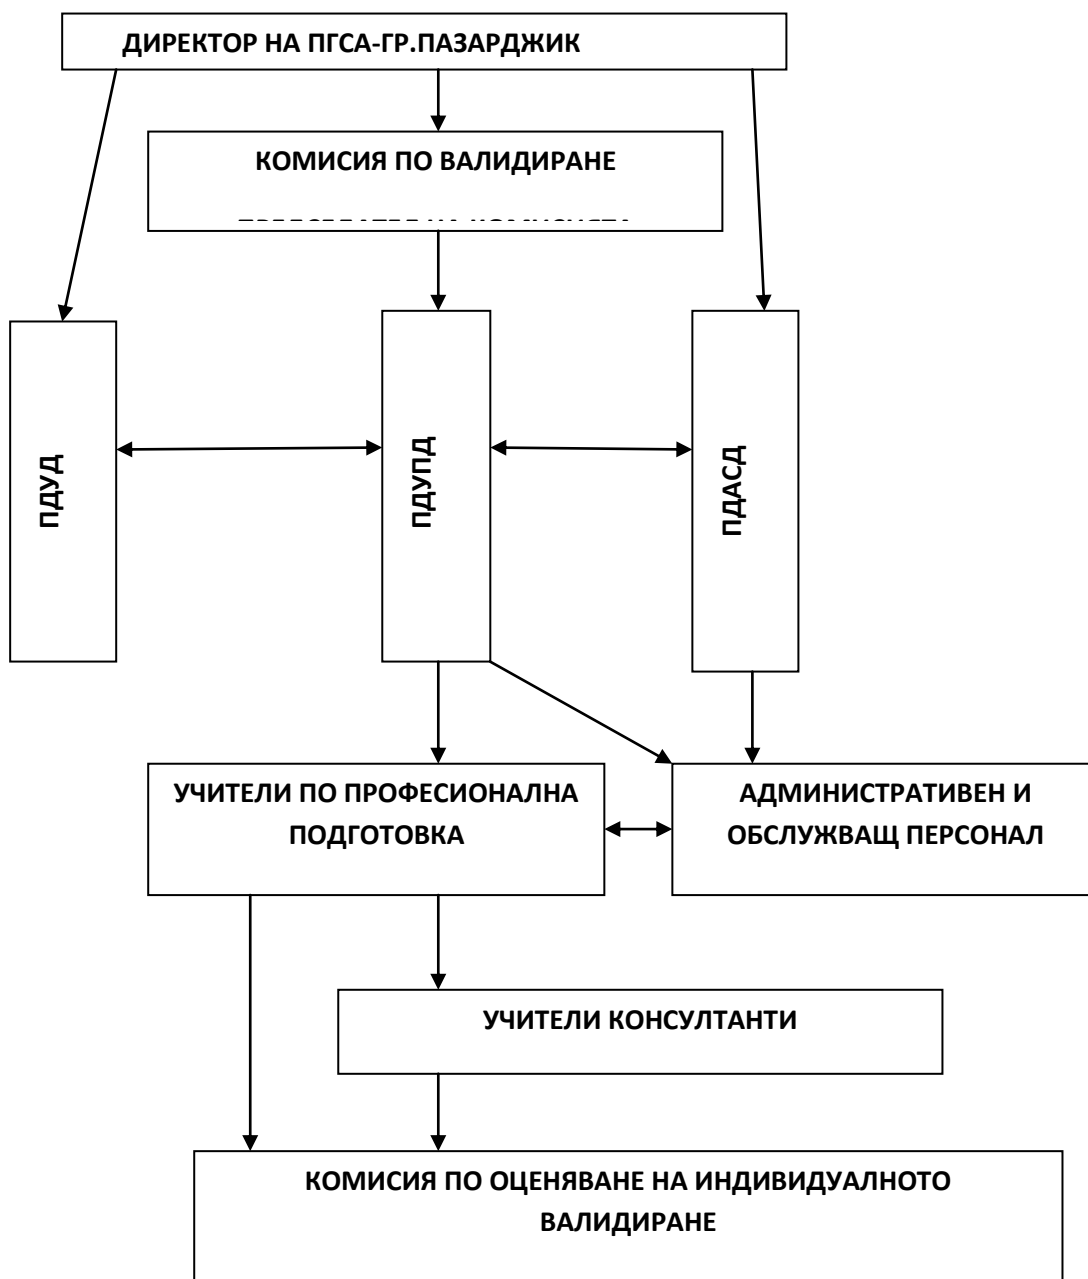 ДИРЕКТОР НА ПГСА-ГР.ПАЗАРДЖИК
КОМИСИЯ ПО ВАЛИДИРАНЕ
ПДУД
ПДУПД
ПДАСД
УЧИТЕЛИ ПО ПРОФЕСИОНАЛНА
ПОДГОТОВКА
АДМИНИСТРАТИВЕН И
ОБСЛУЖВАЩ ПЕРСОНАЛ
УЧИТЕЛИ КОНСУЛТАНТИ
КОМИСИЯ ПО ОЦЕНЯВАНЕ НА ИНДИВИДУАЛНОТО
ВАЛИДИРАНЕ